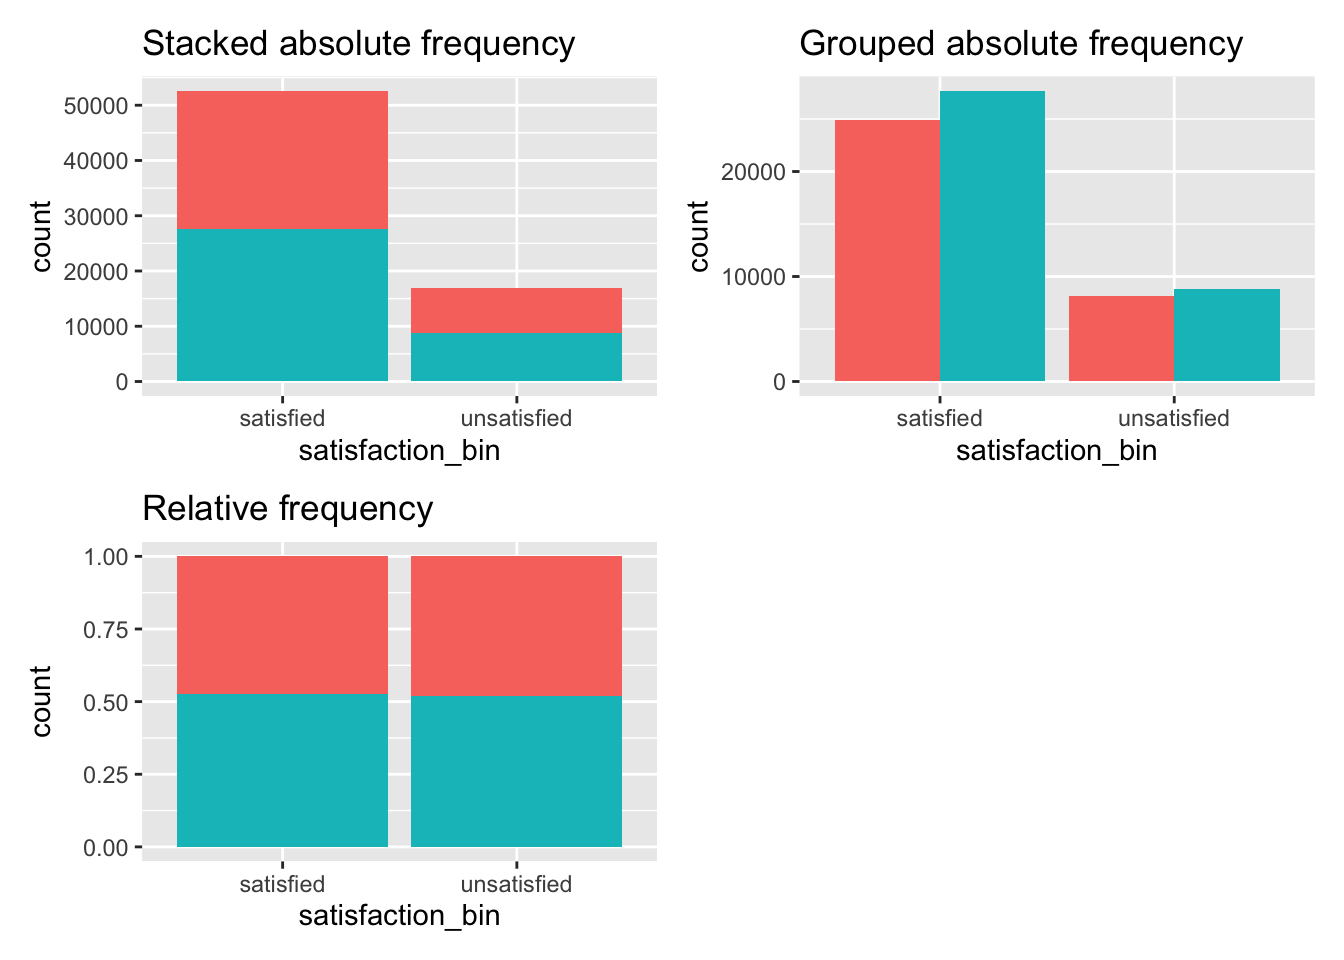 Stacked absolute frequency
count
50000
40000
30000
20000
10000
0
satisfied unsatisfied
satisfaction_bin
Grouped absolute frequency
count
20000
10000
0
satisfied unsatisfied
satisfaction_bin
Relative frequency
count
1.00
0.75
0.50
0.25
0.00
satisfied unsatisfied
satisfaction_bin